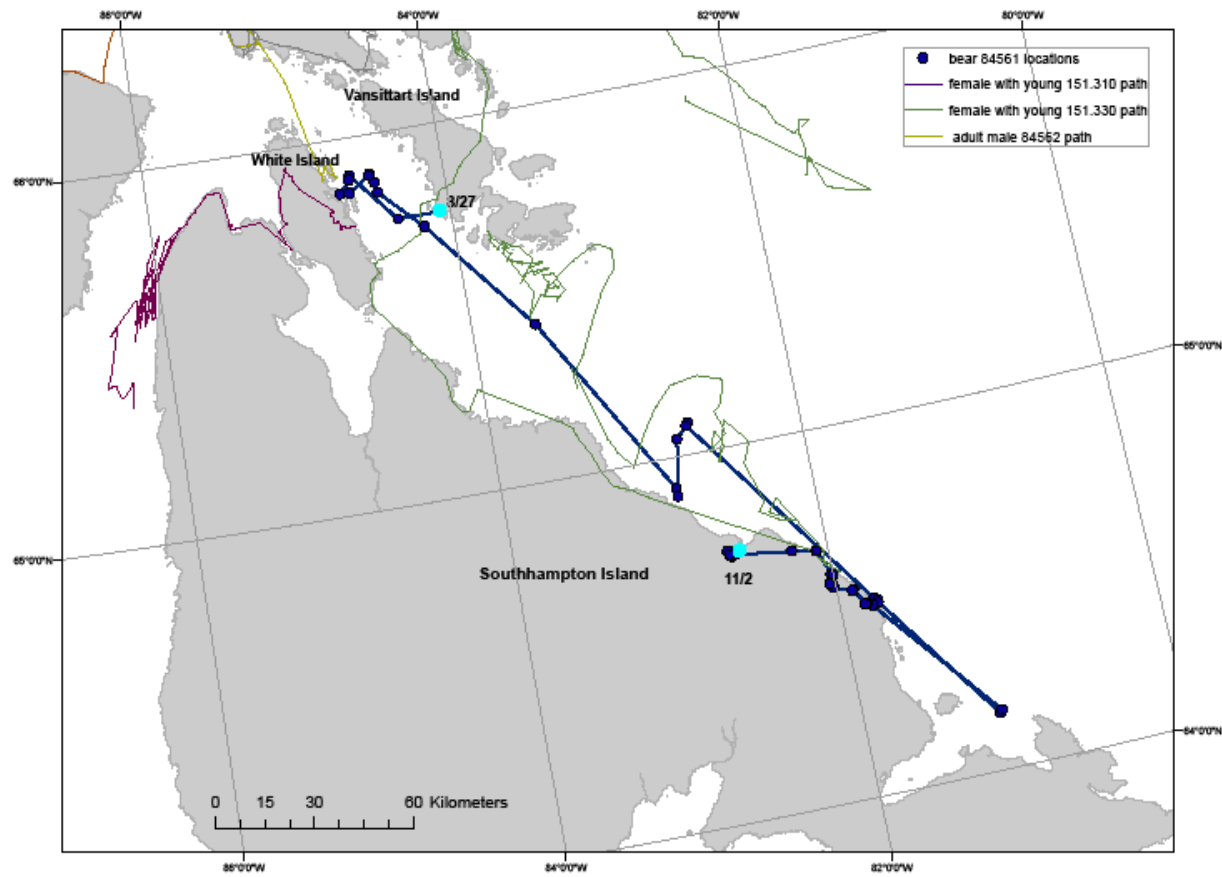 86°0'0"W
84°0'0"W
82°0'0"W
80°0'0"W
bear 84561 locations
female with young 151.310 path
female with young 151.330 path
adult male 84562 path
Vansittart Island
White Island
66°0'0"N
3/27
65°0'0"N
65°0'0"N
Southhampton Island
11/2
64°0'0"N
0 15 30 60 Kilometers
86°0'0"W
84°0'0"W
82°0'0"W